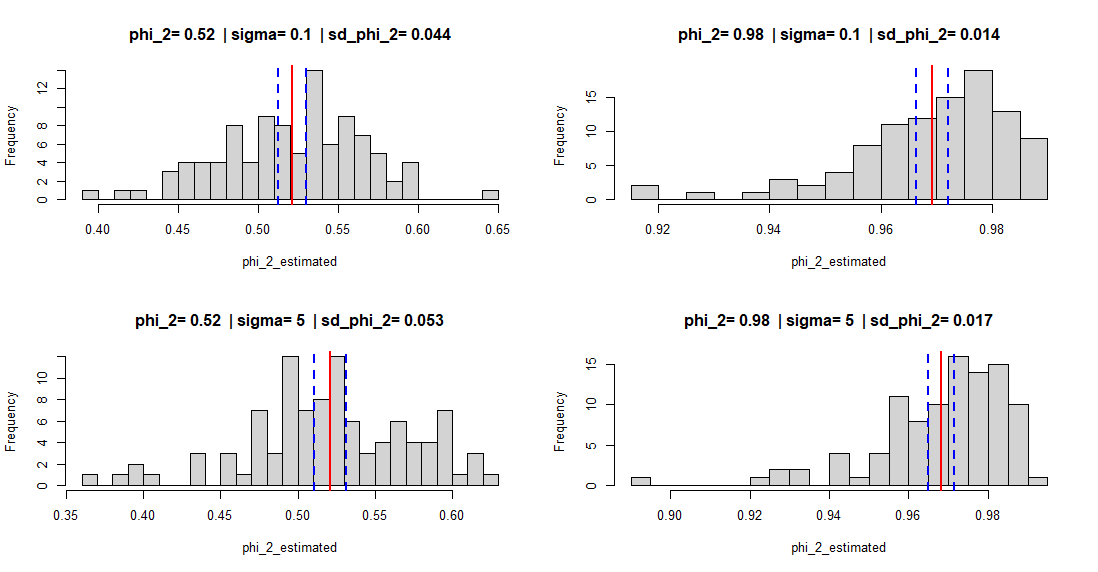 phi_2= 0.52 | sigma= 0.1 | sd_phi_2= 0.044
Frequency
0 2 4 6 8 12
0.40 0.45 0.50 0.55 0.60 0.65
phi_2_estimated
phi_2= 0.98 | sigma= 0.1 | sd_phi_2= 0.014
Frequency
0 5 10 15
0.92 0.94 0.96 0.98
phi_2_estimated
phi_2= 0.52 | sigma= 5 | sd_phi_2= 0.053
Frequency
0 2 4 6 8 10
0.35 0.40 0.45 0.50 0.55 0.60
phi_2_estimated
phi_2= 0.98 | sigma= 5 | sd_phi_2= 0.017
Frequency
0 5 10 15
0.90 0.92 0.94 0.96 0.98
phi_2_estimated